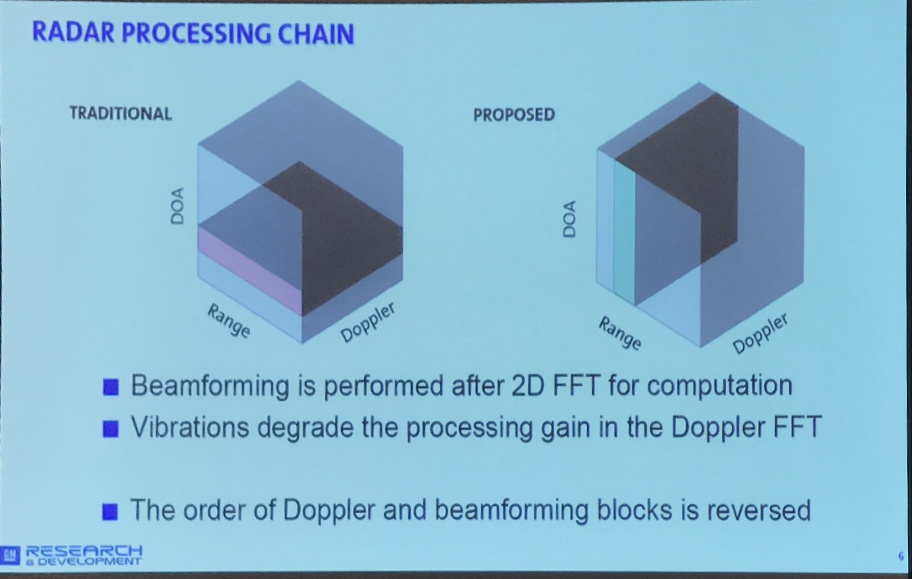 RADAR PROCESSING CHAIN
TRADITIONAL
PROPOSED
DOA
Range
Doppler
DOA
Range
Doppler
Beamforming is performed after 2D FFT for computation
Vibrations degrade the processing gain in the Doppler FFT
The order of Doppler and beamforming blocks is reversed
GM
RESEARCH
& DEVELOPMENT
6